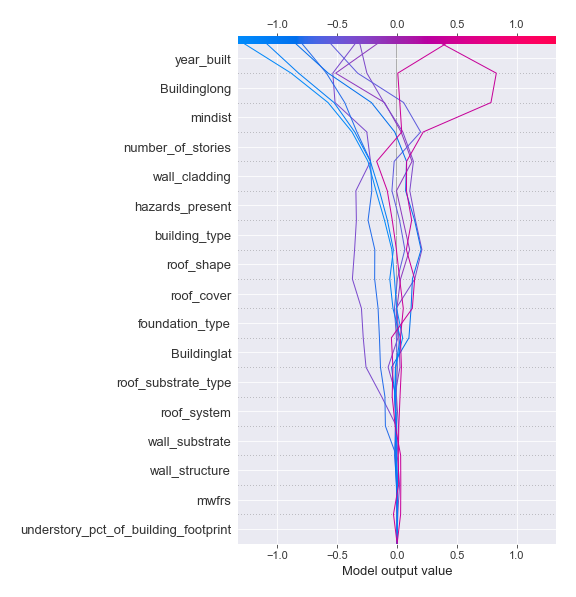 −1.0 −0.5 0.0 0.5 1.0
year_built
Buildinglong
mindist
number_of_stories
wall_cladding
hazards_present
building_type
roof_shape
roof_cover
foundation_type
Buildinglat
roof_substrate_type
roof_system
wall_substrate
wall_structure
mwfrs
understory_pct_of_building_footprint
−1.0 −0.5 0.0 0.5 1.0
Model output value